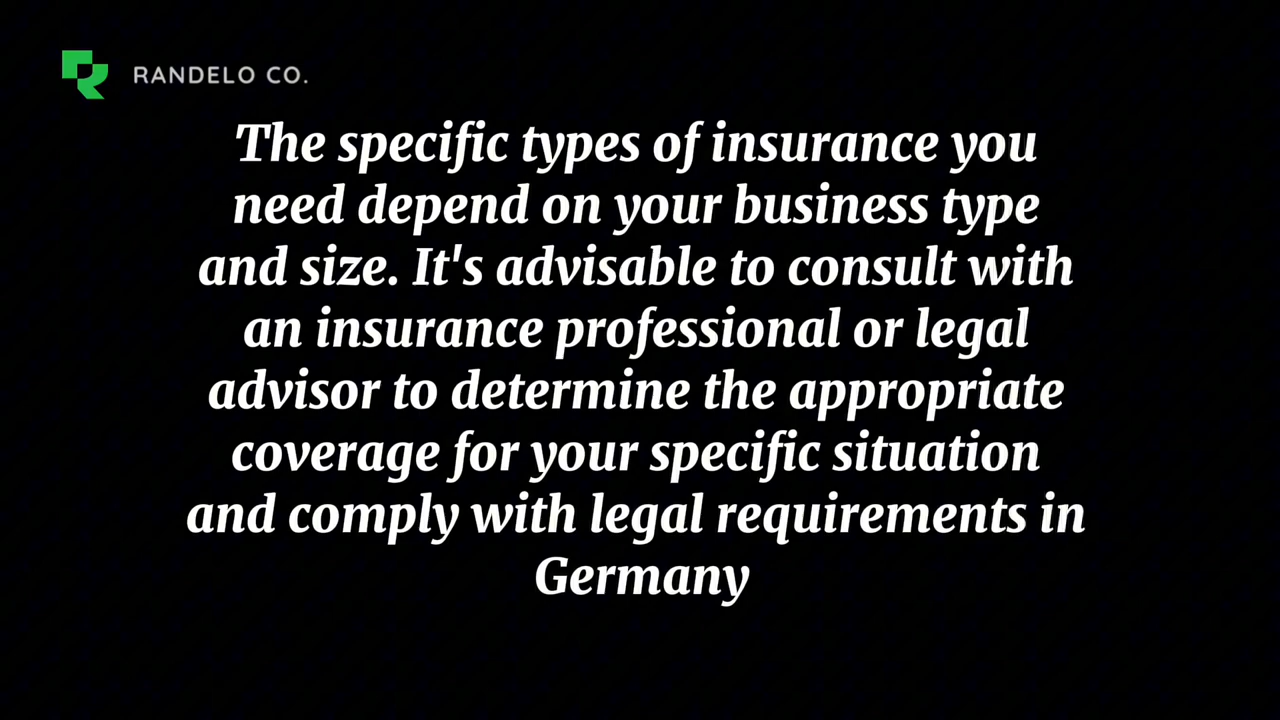 RANDELO CO.
The specific types of insurance you
need depend on your business type
and size. It's advisable to consult with
an insurance professional or legal
advisor to determine the appropriate
coverage for your specific situation
and comply with legal requirements in
Germany